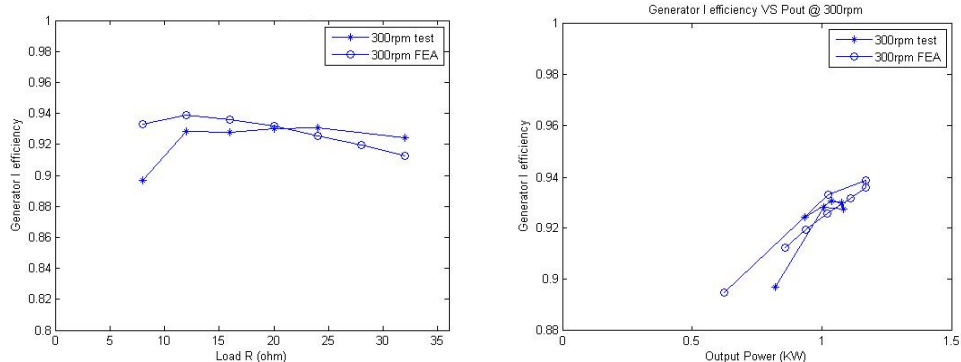 1
0.98
0.96
0.94
0.92
0.9
0.88
0.86
0.84
0.82
0.8
0 5 10 15 20 25 30 35
Load R (ohm)
Generator I efficiency
300rpm test
300rpm FEA
Generator I efficiency VS Pout @ 300rpm
1
0.98
0.96
0.94
0.92
0.9
0.88
0 0.5 1 1.5
Output Power (KW)
Generator I efficiency
300rpm test
300rpm FEA